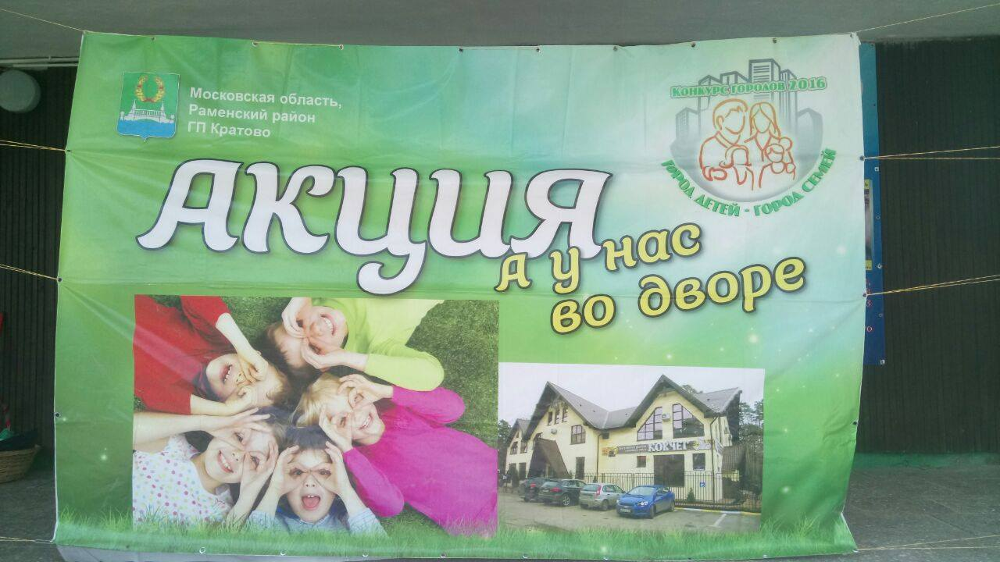 Московская область,
Раменский район
ГП Кратово
КОНКУРС ГОРОДОВ 2016
ГОРОД ДЕТЕЙ - ГОРОД СЕМЕЙ
АКЦИЯ
А у нас
во дворе
КОВЧЕГ